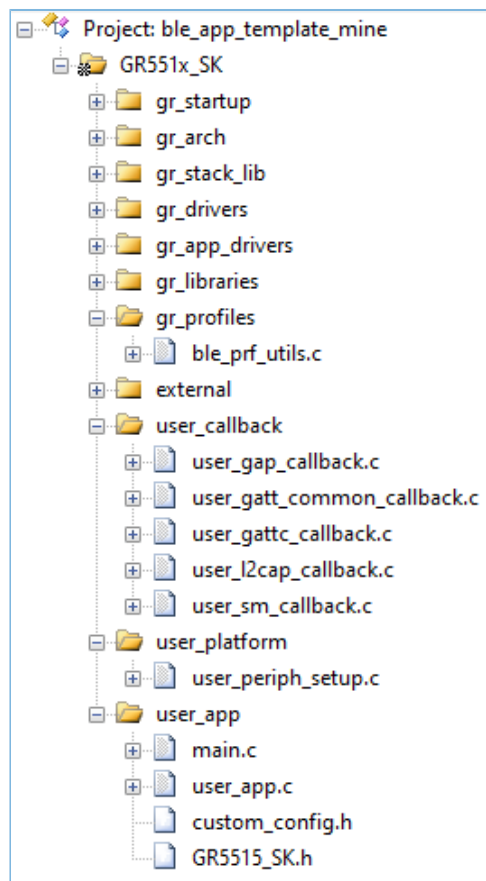 Project: ble_app_template_mine
GR551x_SK
gr_startup
gr_arch
gr_stack_lib
gr_drivers
gr_app_drivers
gr_libraries
gr_profiles
ble_prf_utils.c
external
user_callback
user_gap_callback.c
user_gatt_common_callback.c
user_gattc_callback.c
user_l2cap_callback.c
user_sm_callback.c
user_platform
user_periph_setup.c
user_app
main.c
user_app.c
custom_config.h
GR5515_SK.h